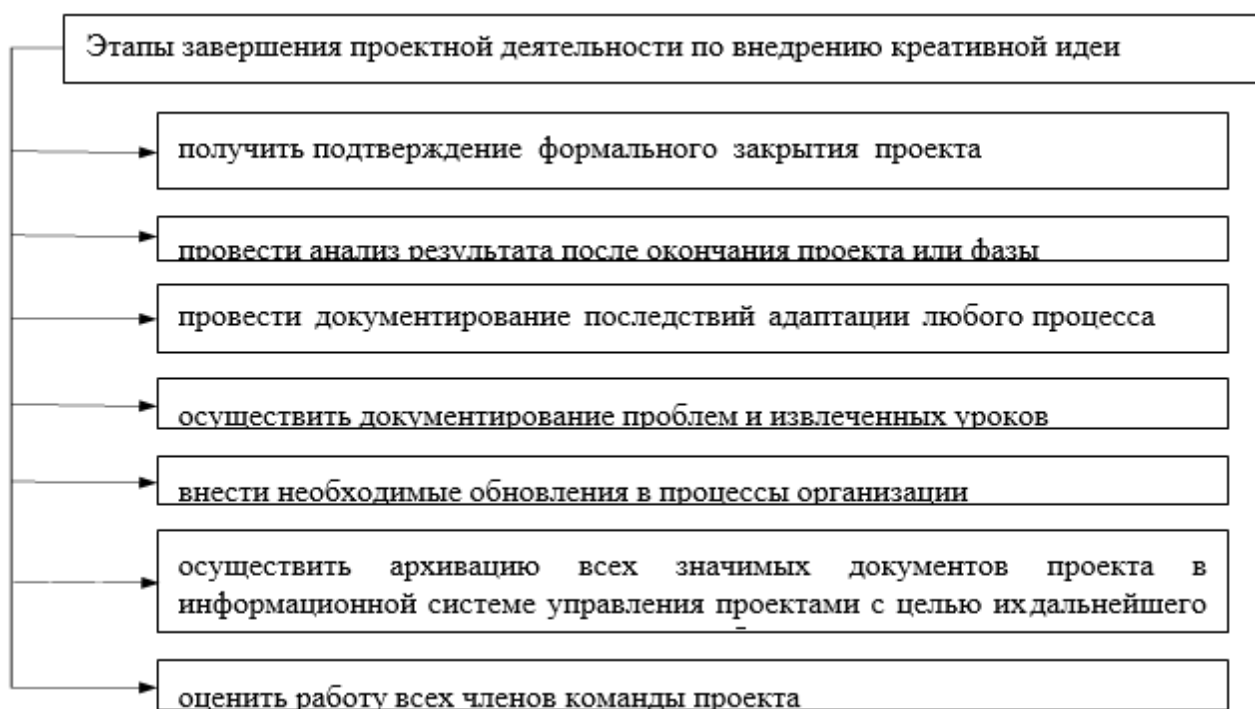 Этапы завершения проектной деятельности по внедрению креативной идеи
получить подтверждение формального закрытия проекта
провести анализ результата после окончания проекта или фазы
провести документирование последствий адаптации любого процесса
осуществить документирование проблем и извлеченных уроков
внести необходимые обновления в процессы организации
осуществить архивацию всех значимых документов проекта в
информационной системе управления проектами с целью их дальнейшего
оценить работу всех членов команды проекта